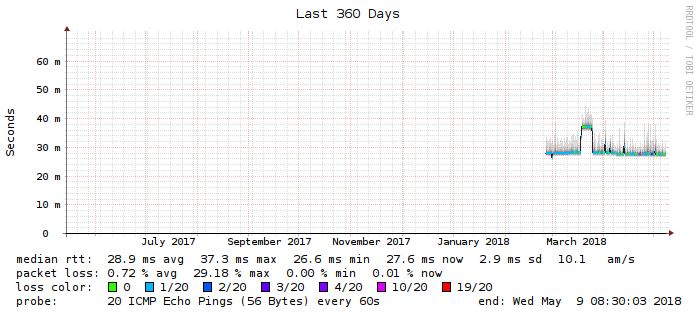 Last 360 Days
RRDTOOL / TOBI OETIKER
Seconds
60 m
50 m
40 m
30 m
20 m
10 m
0
July 2017 September 2017 November 2017 January 2018 March 2018
median rtt: 28.9 ms avg 37.3 ms max 26.6 ms min 27.6 ms now 2.9 ms sd 10.1 am/s
packet loss: 0.72 % avg 29.18 % max 0.00 % min 0.01 % now
loss color: 0 1/20 2/20 3/20 4/20 10/20 19/20
probe: 20 ICMP Echo Pings (56 Bytes) every 60s end: Wed May 9 08:30:03 2018